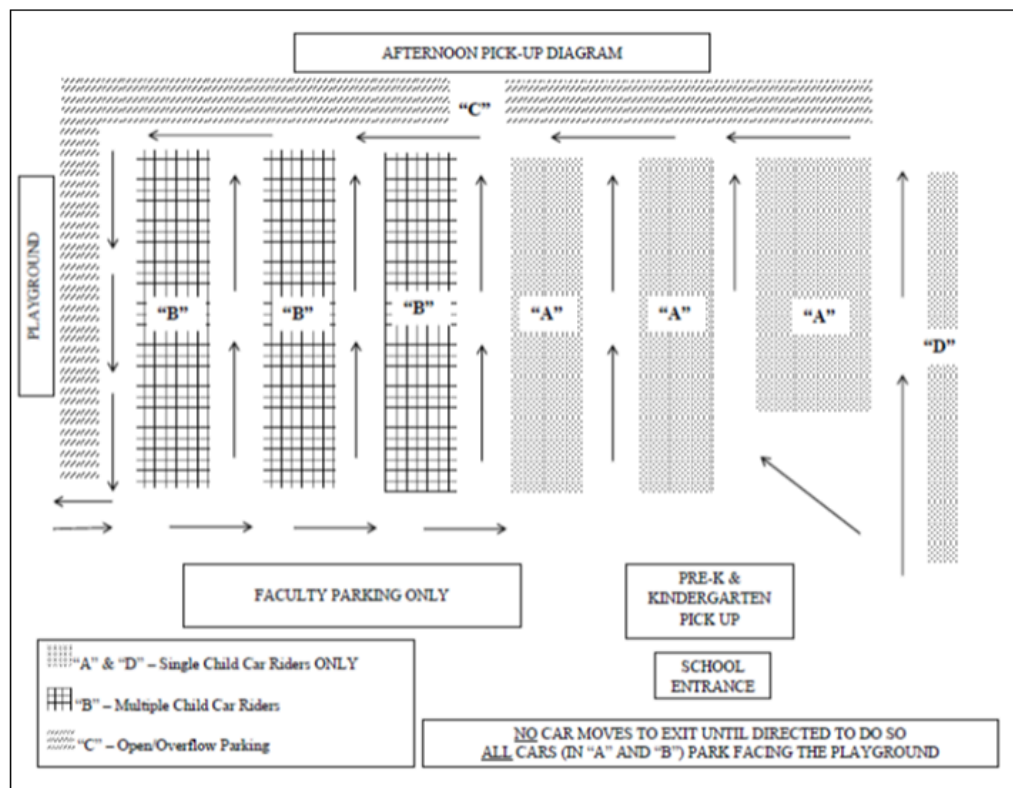 AFTERNOON PICK-UP DIAGRAM
“C”
PLAYGROUND
“B”
“B”
“B”
“A”
“A”
“A”
“D”
FACULTY PARKING ONLY
PRE-K &
KINDERGARTEN
PICK UP
SCHOOL
ENTRANCE
“A” & “D” – Single Child Car Riders ONLY
“B” – Multiple Child Car Riders
“C” – Open/Overflow Parking
NO CAR MOVES TO EXIT UNTIL DIRECTED TO DO SO
ALL CARS (IN “A” AND “B”) PARK FACING THE PLAYGROUND